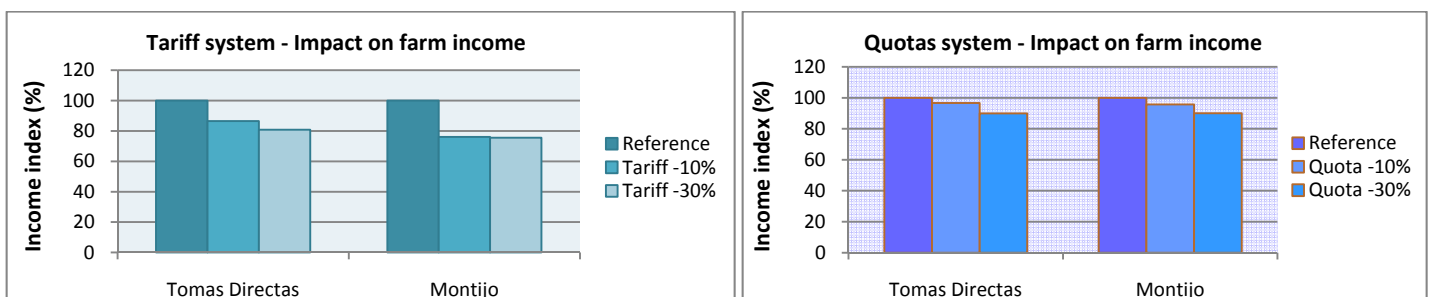 Tariff system - Impact on farm income
Income index (%)
120
100
80
60
40
20
0
Tomas Directas
Montijo
Reference
Tariff -10%
Tariff -30%
Quotas system - Impact on farm income
Income index (%)
120
100
80
60
40
20
0
Tomas Directas
Montijo
Reference
Quota -10%
Quota -30%